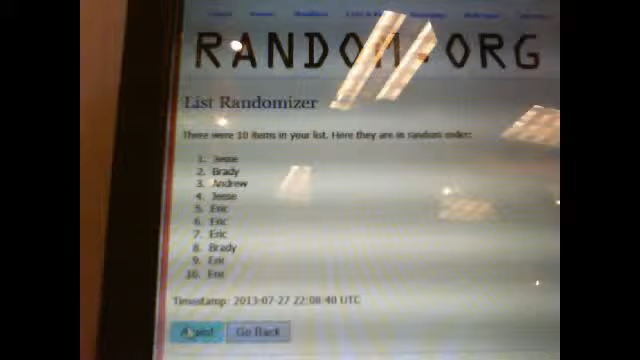 RANDOM.ORG
List Randomizer
There were 10 items in your list. Here they are in random order:
1. Jesse
2. Brady
3. Andrew
4. Jesse
5. Eric
6. Eric
7. Eric
8. Brady
9. Eric
10. Eric
Timestamp: 2013-07-27 22:08:40 UTC
Again! Go Back